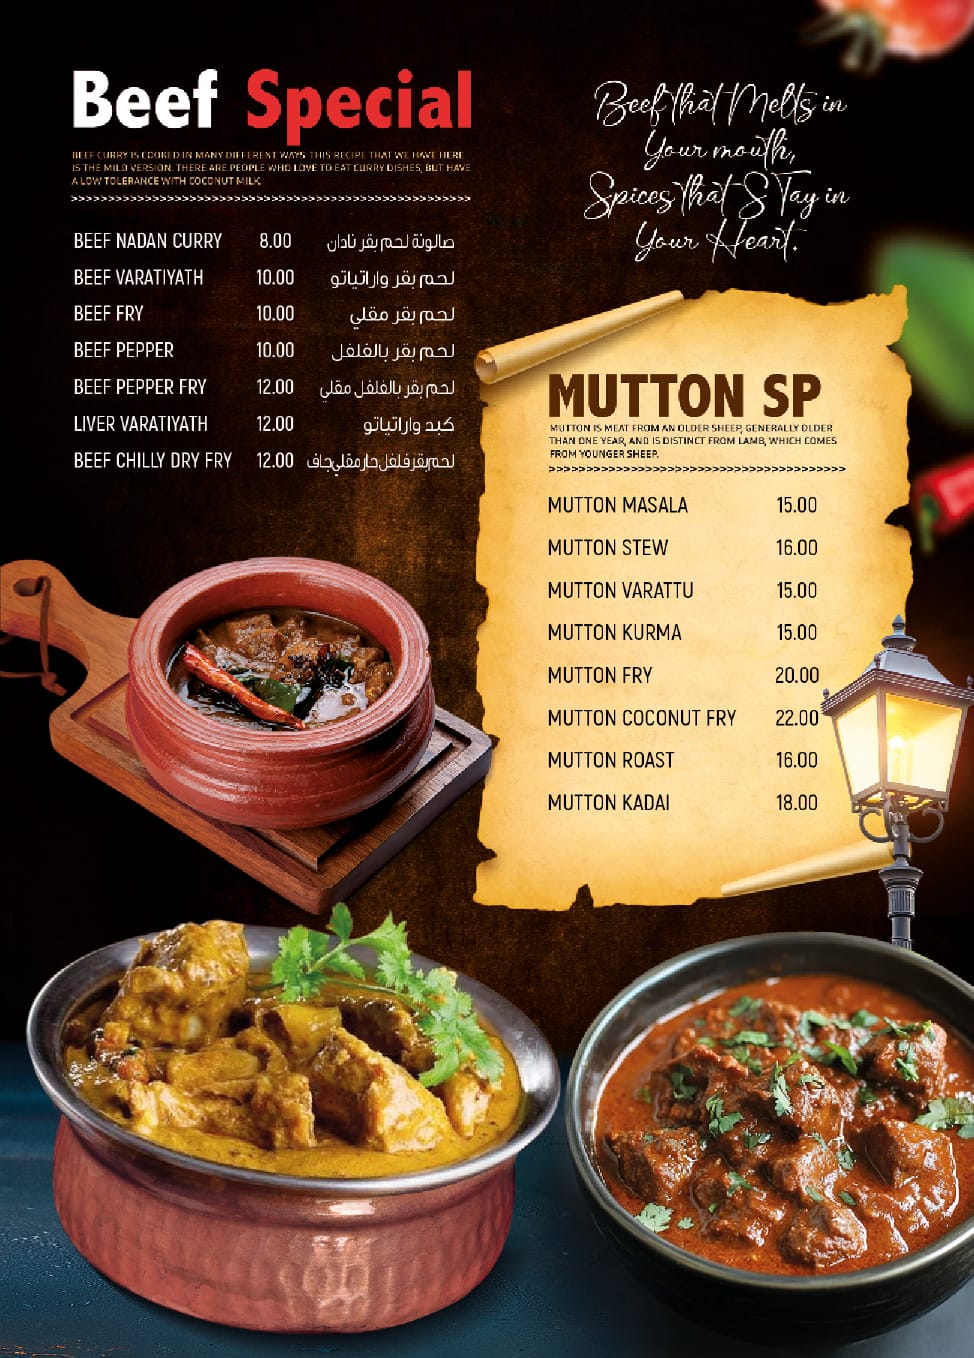 Beef Special
BEEF CURRY IS COOKED IN MANY DIFFERENT WAYS. THIS RECIPE THAT WE HAVE HERE
IS THE MILD VERSION. THERE ARE PEOPLE WHO LOVE TO EAT CURRY DISHES, BUT HAVE
A LOW TOLERANCE WITH COCONUT MILK.
>>>>>>>>>>>>>>>>>>>>>>>>>>>>>>>>>>>>>>>>>>>>>>>>>>>>>>
BEEF NADAN CURRY 8.00 صالونة لحم بقر نادان
BEEF VARATIYATH 10.00 لحم بقر واراتياتو
BEEF FRY 10.00 لحم بقر مقلي
BEEF PEPPER 10.00 لحم بقر بالفلفل
BEEF PEPPER FRY 12.00 لحم بقر بالفلفل مقلي
LIVER VARATIYATH 12.00 كبد واراتياتو
BEEF CHILLY DRY FRY 12.00 لحم بقر فلفل حار مقلي جاف
Beef that Melts in
Your mouth,
Spices that S Tay in
Your Heart.
MUTTON SP
MUTTON IS MEAT FROM AN OLDER SHEEP, GENERALLY OLDER
THAN ONE YEAR, AND IS DISTINCT FROM LAMB, WHICH COMES
FROM YOUNGER SHEEP.
>>>>>>>>>>>>>>>>>>>>>>>>>>>>>>>>>>>>>>>>
MUTTON MASALA 15.00
MUTTON STEW 16.00
MUTTON VARATTU 15.00
MUTTON KURMA 15.00
MUTTON FRY 20.00
MUTTON COCONUT FRY 22.00
MUTTON ROAST 16.00
MUTTON KADAI 18.00